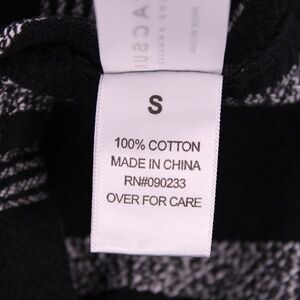 S
100% COTTON
MADE IN CHINA
RN#090233
OVER FOR CARE